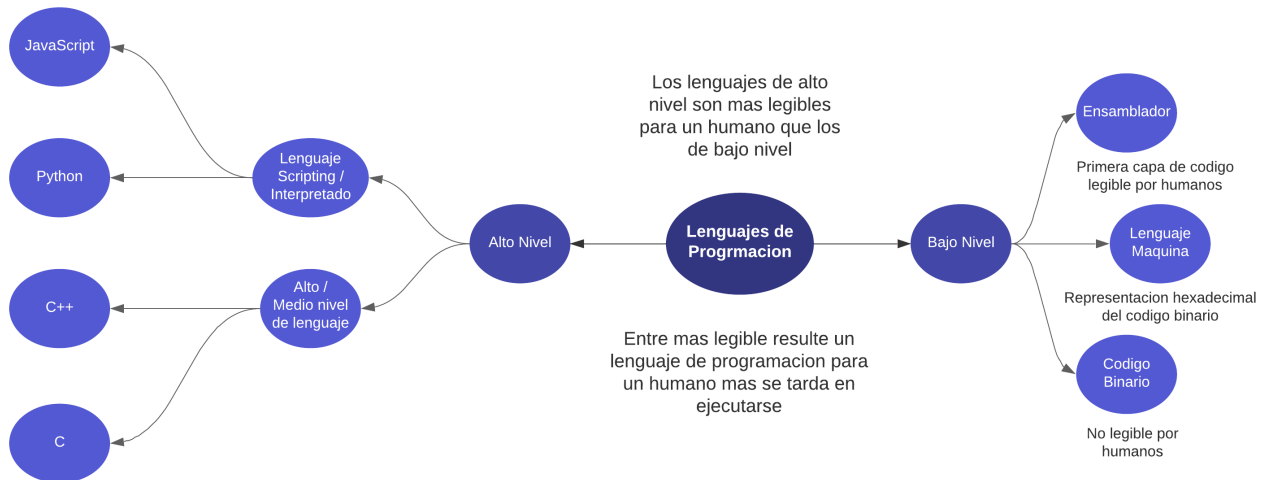 JavaScript
Python
C++
C
Lenguaje
Scripting /
Interpretado
Alto /
Medio nivel
de lenguaje
Alto Nivel
Los lenguajes de alto
nivel son mas legibles
para un humano que los
de bajo nivel
Lenguajes de
Progrmacion
Entre mas legible resulte un
lenguaje de programacion para
un humano mas se tarda en
ejecutarse
Bajo Nivel
Ensamblador
Primera capa de codigo
legible por humanos
Lenguaje
Maquina
Representacion hexadecimal
del codigo binario
Codigo
Binario
No legible por
humanos